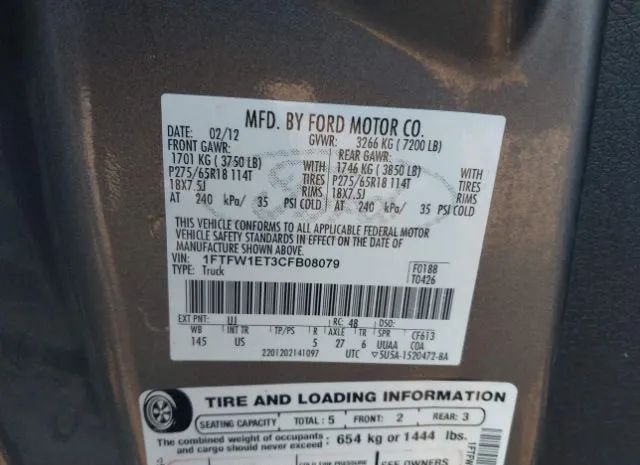 MFD. BY FORD MOTOR CO.
DATE: 02/12 GVWR: 3266 KG ( 7200 LB)
FRONT GAWR: REAR GAWR:
1701 KG ( 3750 LB) WITH 1746 KG ( 3850 LB) WITH
P275/65R18 114T TIRES P275/65R18 114T TIRES
18X7.5J RIMS 18X7.5J RIMS
AT 240 kPa/ 35 PSI COLD AT 240 kPa/ 35 PSI COLD
THIS VEHICLE CONFORMS TO ALL APPLICABLE FEDERAL MOTOR
VEHICLE SAFETY STANDARDS IN EFFECT ON THE DATE OF
MANUFACTURE SHOWN ABOVE.
VIN: 1FTFW1ET3CFB08079 F0188
TYPE: Truck T0426
EXT PNT: UJ RC: 48 DSO:
WB INT TR TP/PS R AXLE TR SPR CF613
145 US 5 27 6 UUAA COA
2201202141097 UTC 5U5A-1520472-BA
TIRE AND LOADING INFORMATION
SEATING CAPACITY TOTAL: 5 FRONT: 2 REAR: 3
The combined weight of occupants and cargo should never exceed : 654 kg or 1444 lbs.
SEE OWNERS
1FTFW